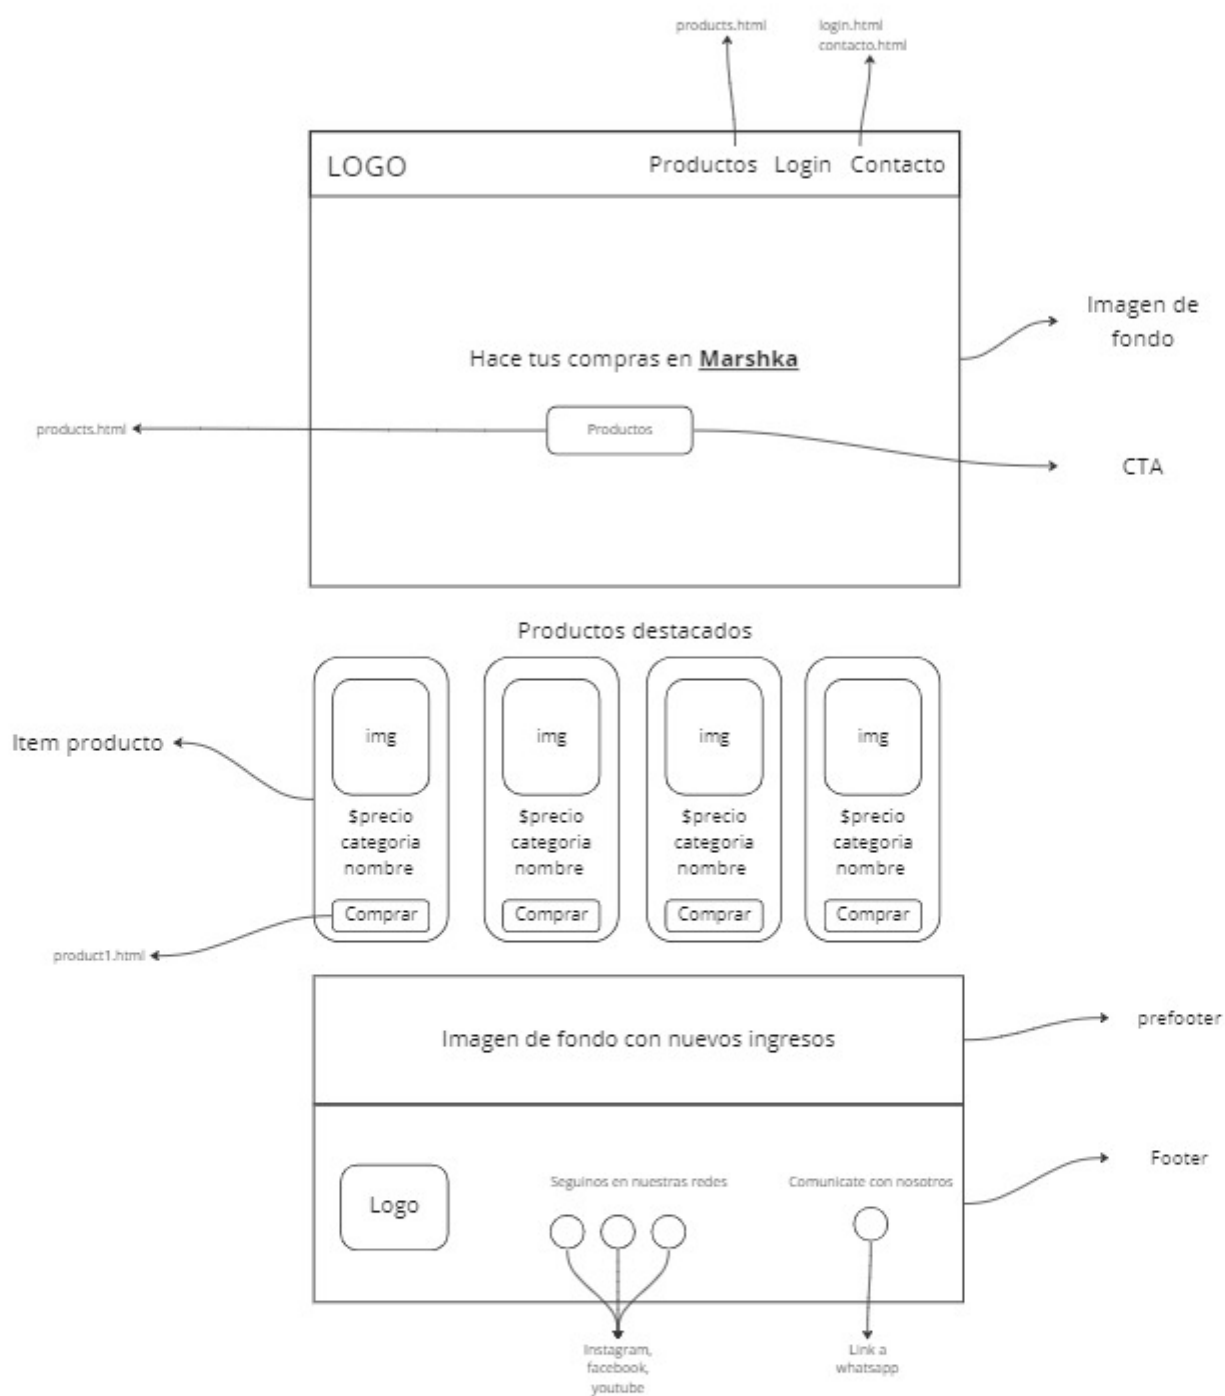 products.html
login.html
contacto.html
LOGO
Productos Login Contacto
Imagen de
fondo
Hace tus compras en Marshka
products.html
Productos
CTA
Productos destacados
img
img
img
img
Item producto
$precio
categoria
nombre
$precio
categoria
nombre
$precio
categoria
nombre
$precio
categoria
nombre
Comprar
Comprar
Comprar
Comprar
product1.html
Imagen de fondo con nuevos ingresos
prefooter
Footer
Logo
Seguinos en nuestras redes
Comunicate con nosotros
Instagram,
facebook,
youtube
Link a
whatsapp